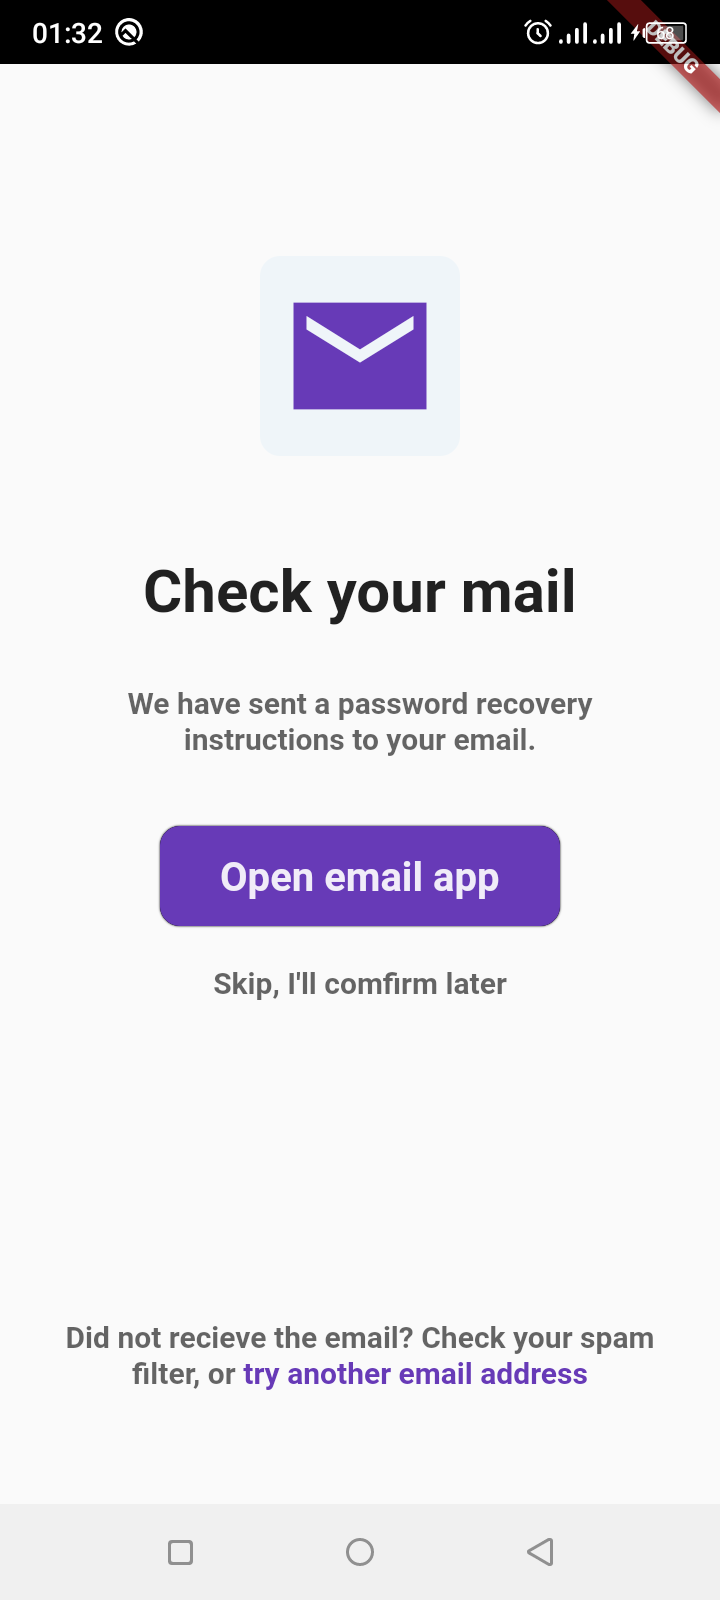 01:32
68
DEBUG
Check your mail
We have sent a password recovery
instructions to your email.
Open email app
Skip, I'll comfirm later
Did not recieve the email? Check your spam
filter, or try another email address